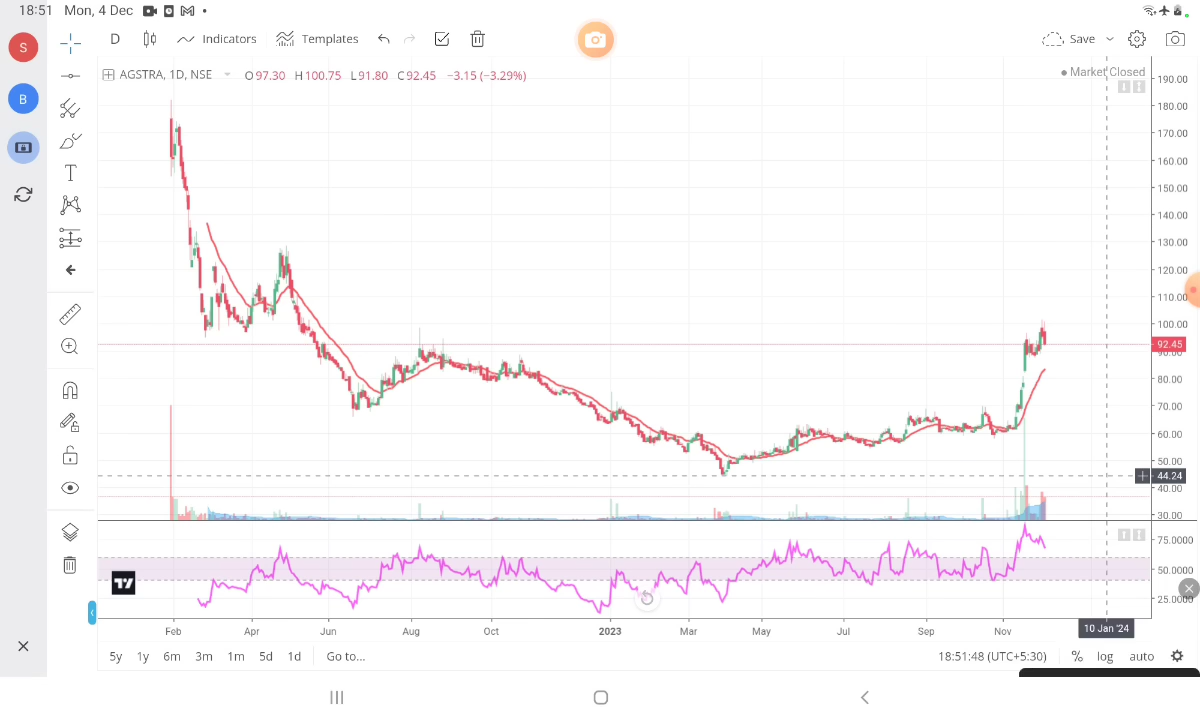 18:51 Mon, 4 Dec
S
D Indicators Templates Save
B
AGSTRA, 1D, NSE O97.30 H100.75 L91.80 C92.45 −3.15 (−3.29%)
Market Closed
190.00
180.00
170.00
160.00
150.00
140.00
130.00
120.00
110.00
100.00
92.45
90.00
80.00
70.00
60.00
50.00
44.24
40.00
30.00
75.0000
50.0000
25.0000
Feb Apr Jun Aug Oct 2023 Mar May Jul Sep Nov 10 Jan '24
5y 1y 6m 3m 1m 5d 1d Go to... 18:51:48 (UTC+5:30) % log auto